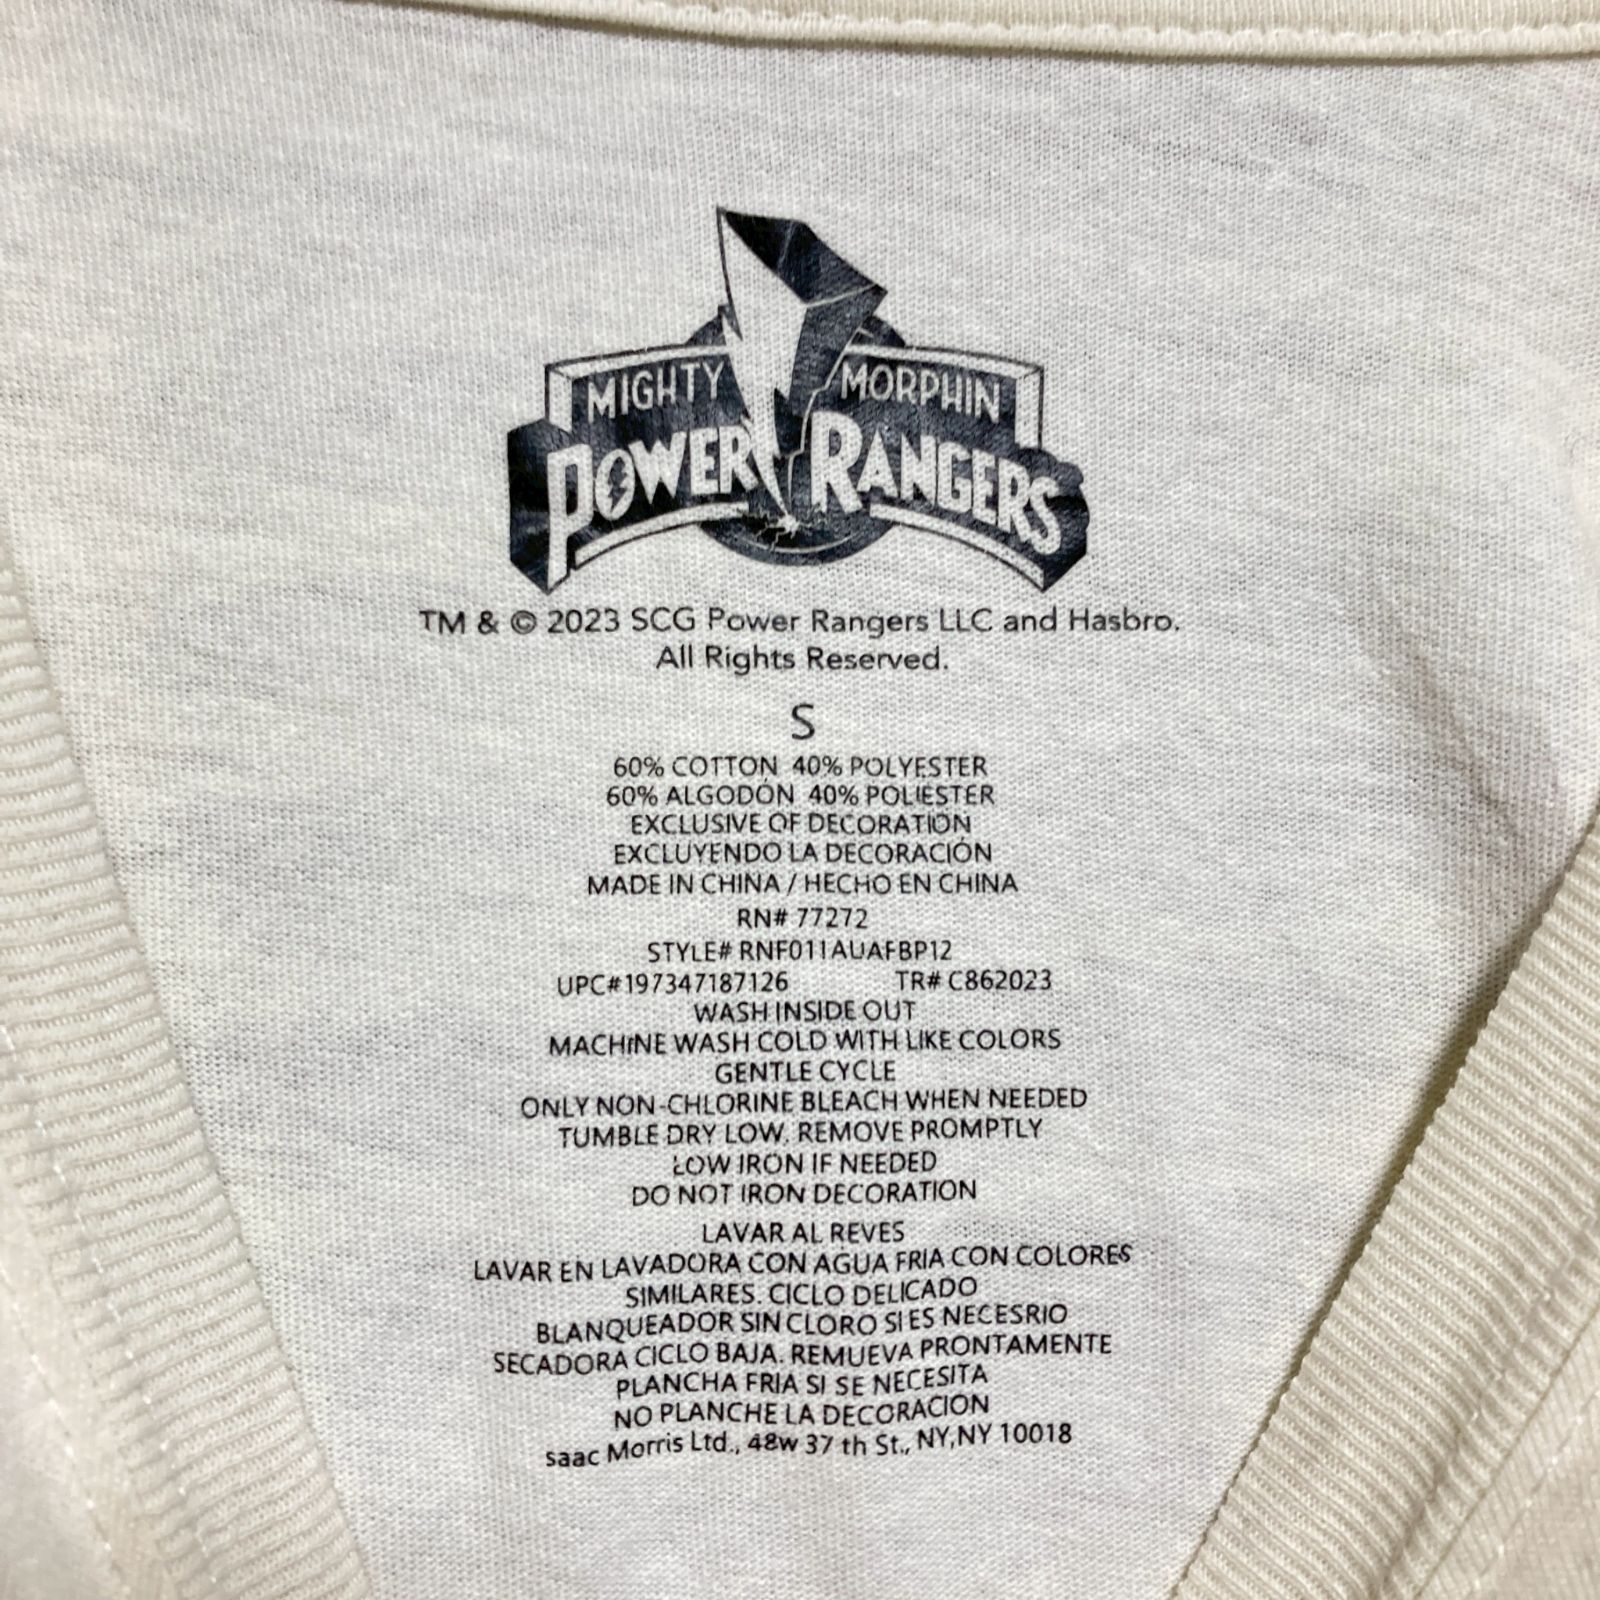 MIGHTY MORPHIN
POWER RANGERS
TM & © 2023 SCG Power Rangers LLC and Hasbro.
All Rights Reserved.
S
60% COTTON 40% POLYESTER
60% ALGODÓN 40% POLIÉSTER
EXCLUSIVE OF DECORATION
EXCLUYENDO LA DECORACIÓN
MADE IN CHINA / HECHO EN CHINA
RN# 77272
STYLE# RNF011AUAFBP12
UPC#197347187126 TR# C862023
WASH INSIDE OUT
MACHINE WASH COLD WITH LIKE COLORS
GENTLE CYCLE
ONLY NON-CHLORINE BLEACH WHEN NEEDED
TUMBLE DRY LOW. REMOVE PROMPTLY
LOW IRON IF NEEDED
DO NOT IRON DECORATION
LAVAR AL REVES
LAVAR EN LAVADORA CON AGUA FRIA CON COLORES
SIMILARES. CICLO DELICADO
BLANQUEADOR SIN CLORO SI ES NECESRIO
SECADORA CICLO BAJA. REMUEVA PRONTAMENTE
PLANCHA FRIA SI SE NECESITA
NO PLANCHE LA DECORACION
saac Morris Ltd., 48w 37 th St., NY,NY 10018